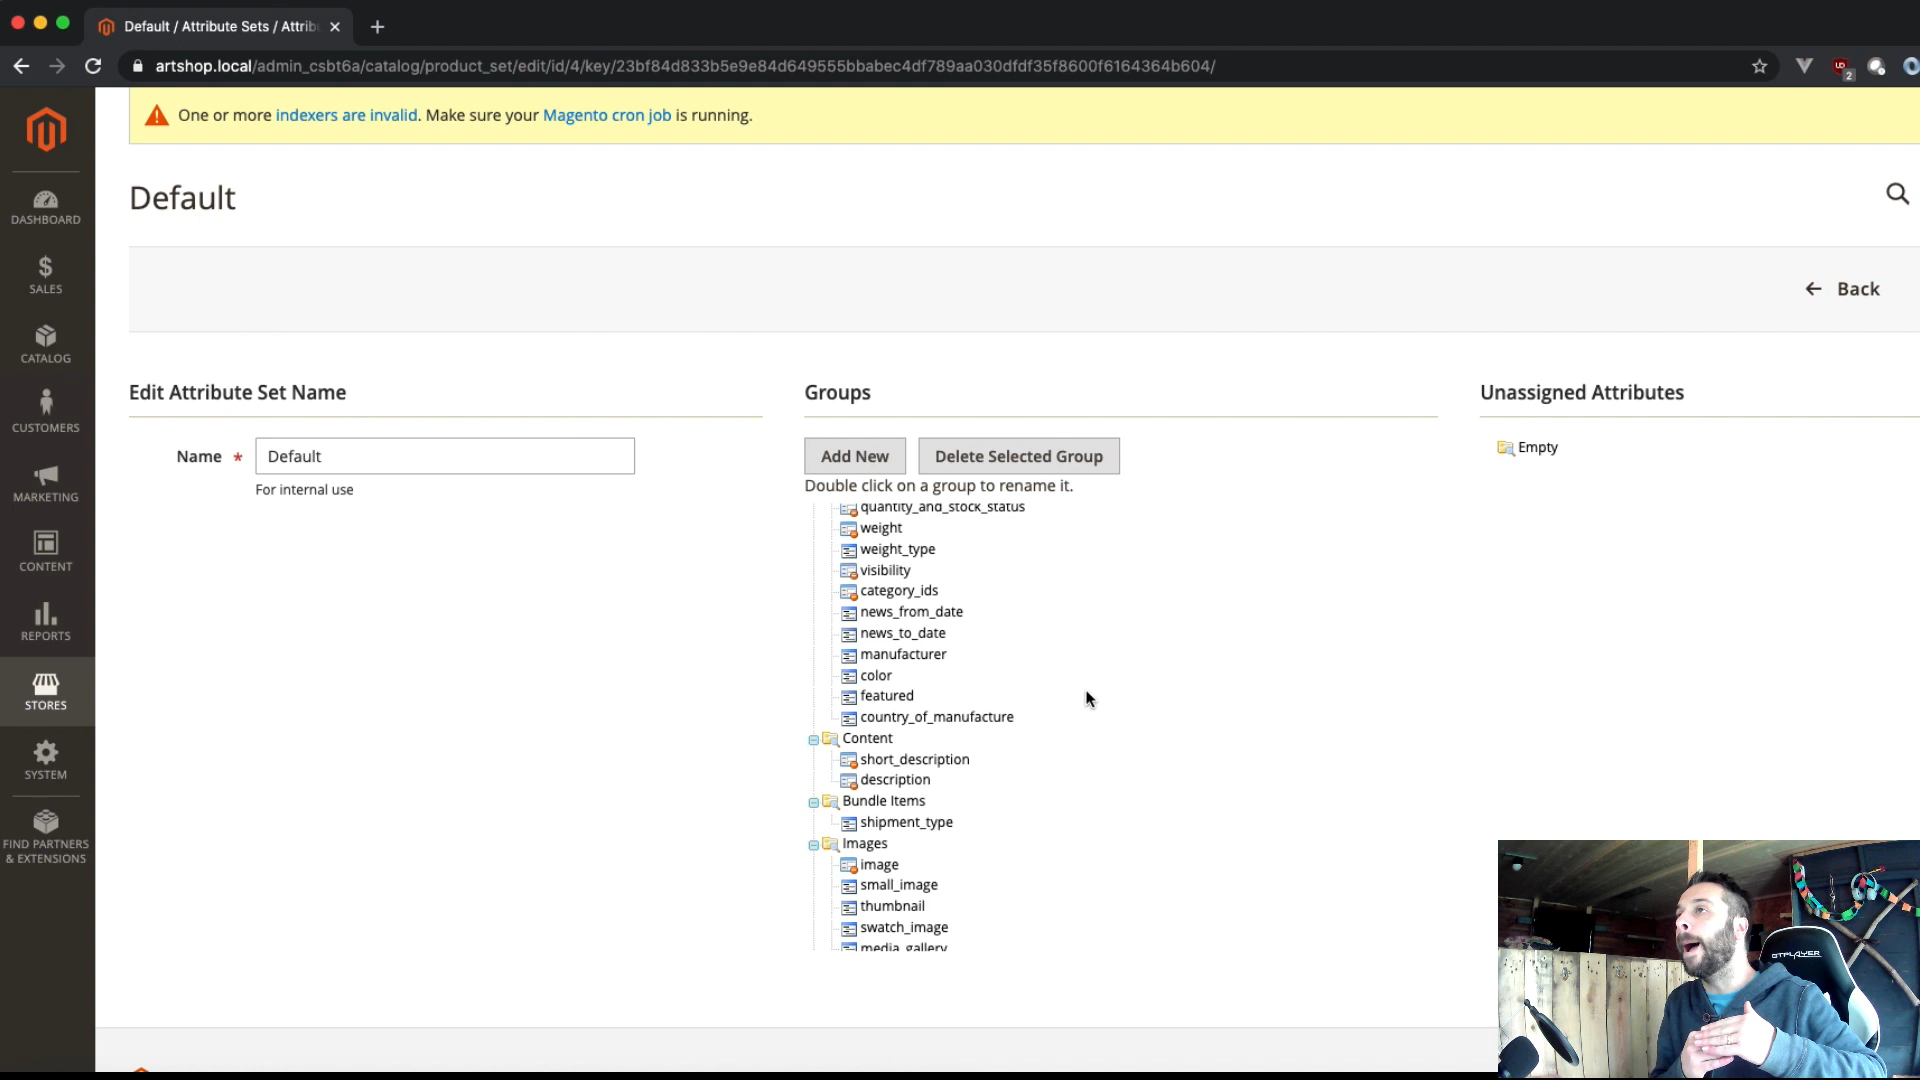 Default / Attribute Sets / Attrib
artshop.local/admin_csbt6a/catalog/product_set/edit/id/4/key/23bf84d833b5e9e84d649555bbabec4df789aa030dfdf35f8600f6164364b604/
2
One or more indexers are invalid. Make sure your Magento cron job is running.
Default
← Back
DASHBOARD
SALES
CATALOG
CUSTOMERS
MARKETING
CONTENT
REPORTS
STORES
SYSTEM
FIND PARTNERS
& EXTENSIONS
Edit Attribute Set Name
Name * Default
For internal use
Groups
Add New Delete Selected Group
Double click on a group to rename it.
quantity_and_stock_status
weight
weight_type
visibility
category_ids
news_from_date
news_to_date
manufacturer
color
featured
country_of_manufacture
Content
short_description
description
Bundle Items
shipment_type
Images
image
small_image
thumbnail
swatch_image
media_gallery
Unassigned Attributes
Empty
GTPLAYER